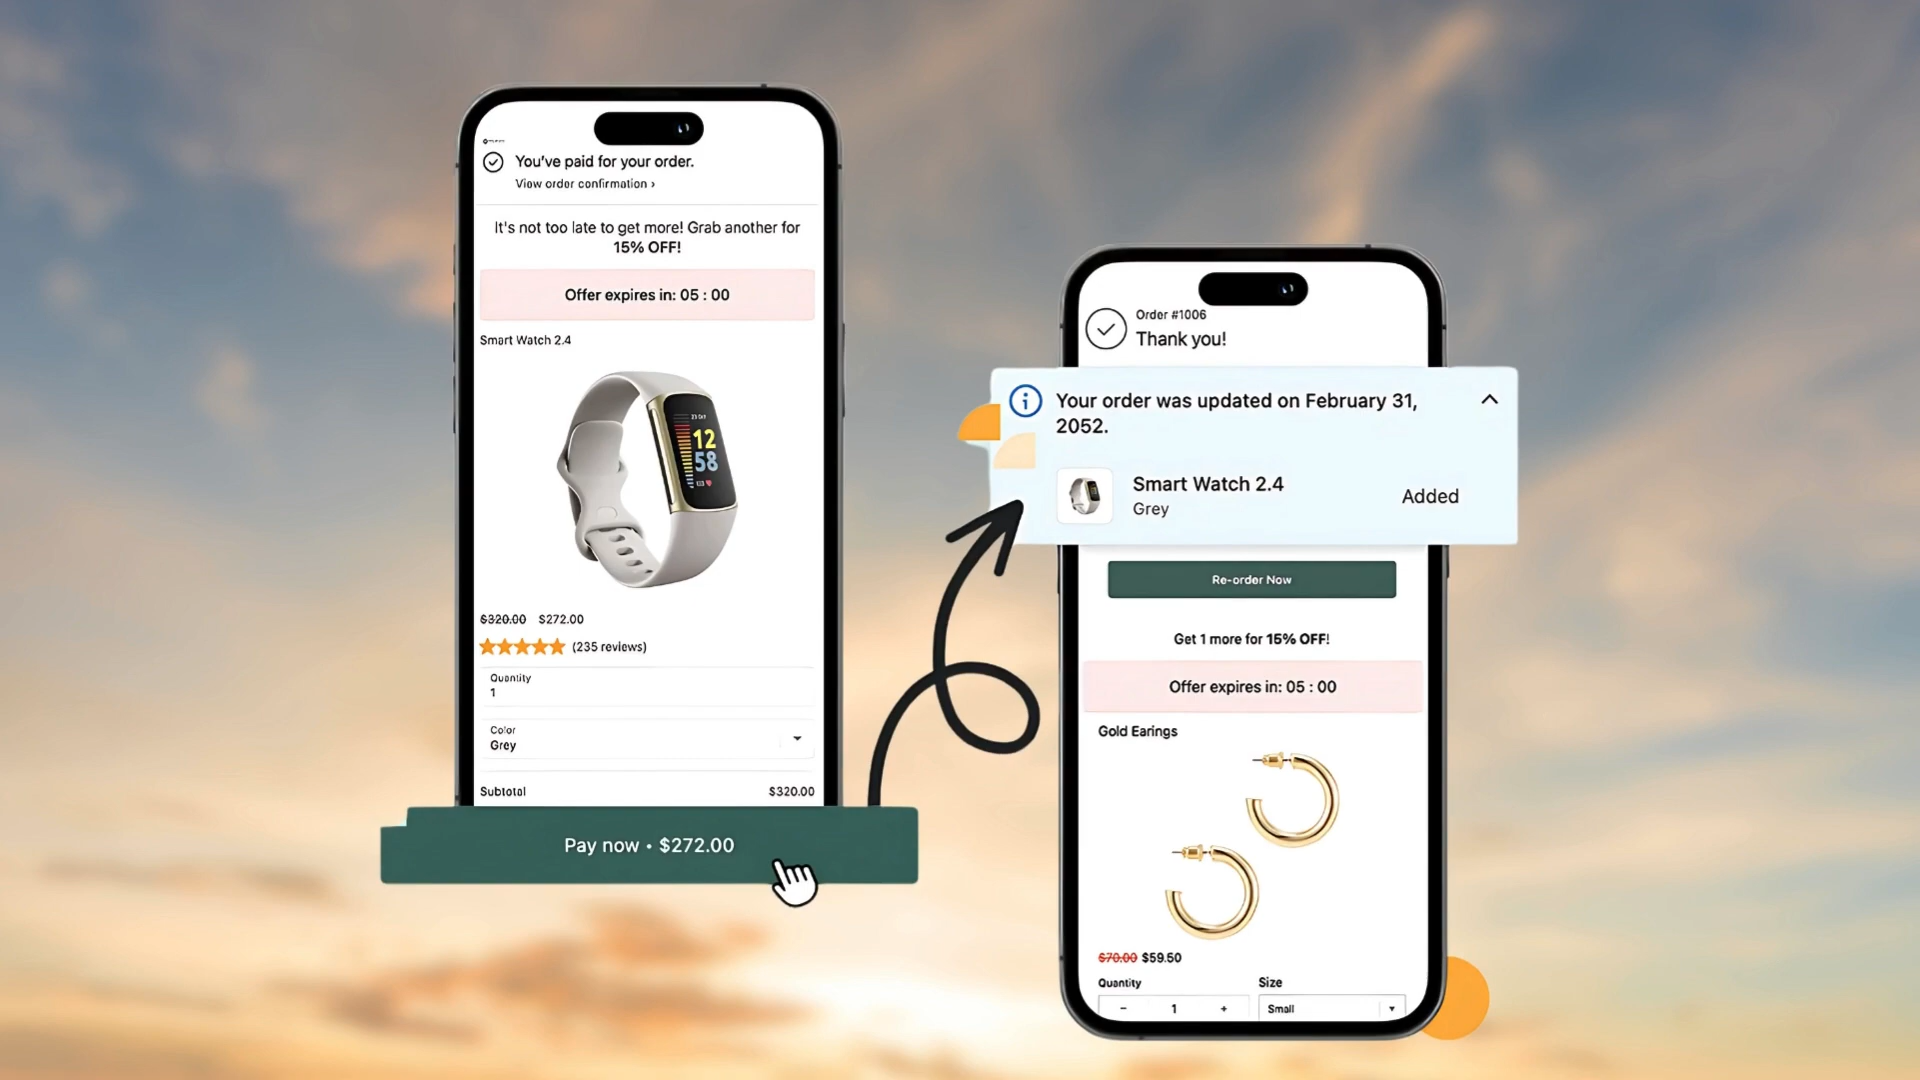 You've paid for your order.
View order confirmation ›
It's not too late to get more! Grab another for
15% OFF!
Offer expires in: 05 : 00
Smart Watch 2.4
12
58
$320.00 $272.00
(235 reviews)
Quantity
1
Color
Grey
Subtotal $320.00
Pay now • $272.00
Order #1006
Thank you!
Your order was updated on February 31,
2052.
Smart Watch 2.4
Grey
Added
Re-order Now
Get 1 more for 15% OFF!
Offer expires in: 05 : 00
Gold Earings
$70.00 $59.50
Quantity Size
− 1 + Small